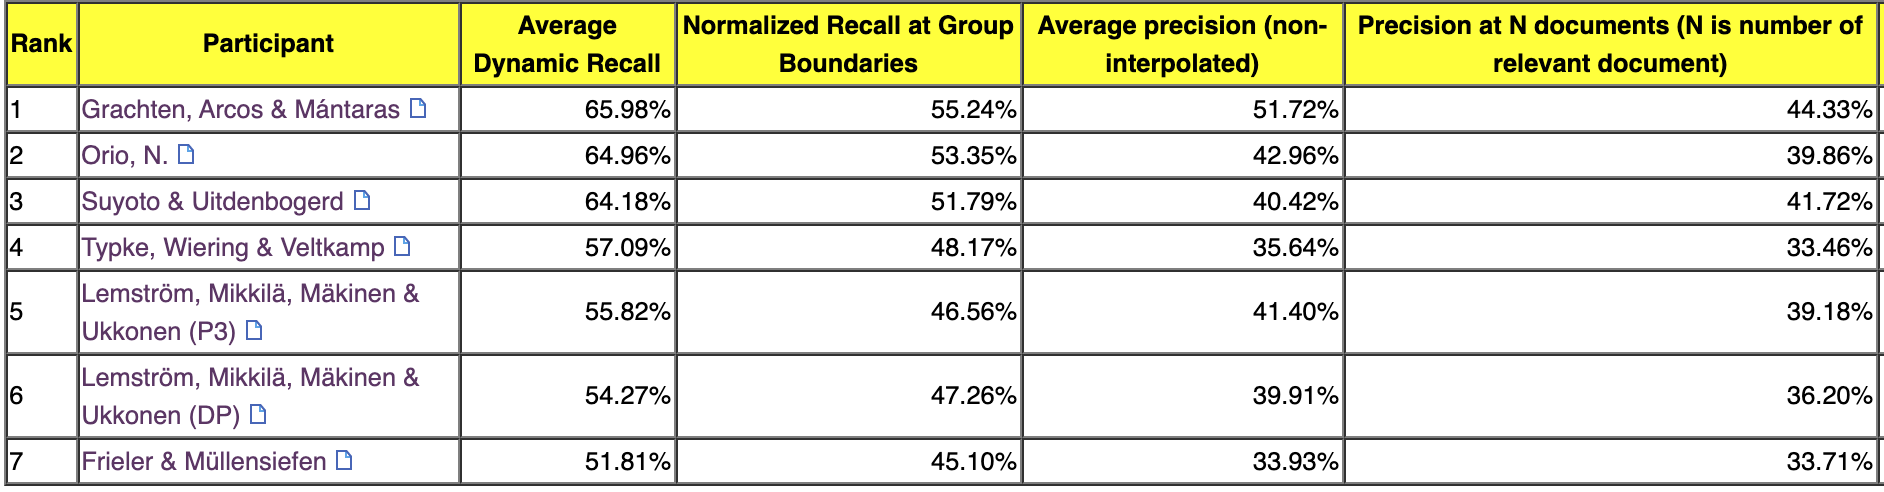 Rank Participant Average Dynamic Recall Normalized Recall at Group Boundaries Average precision (non-interpolated) Precision at N documents (N is number of relevant document)
1 Grachten, Arcos & Mántaras 65.98% 55.24% 51.72% 44.33%
2 Orio, N. 64.96% 53.35% 42.96% 39.86%
3 Suyoto & Uitdenbogerd 64.18% 51.79% 40.42% 41.72%
4 Typke, Wiering & Veltkamp 57.09% 48.17% 35.64% 33.46%
5 Lemström, Mikkilä, Mäkinen & Ukkonen (P3) 55.82% 46.56% 41.40% 39.18%
6 Lemström, Mikkilä, Mäkinen & Ukkonen (DP) 54.27% 47.26% 39.91% 36.20%
7 Frieler & Müllensiefen 51.81% 45.10% 33.93% 33.71%